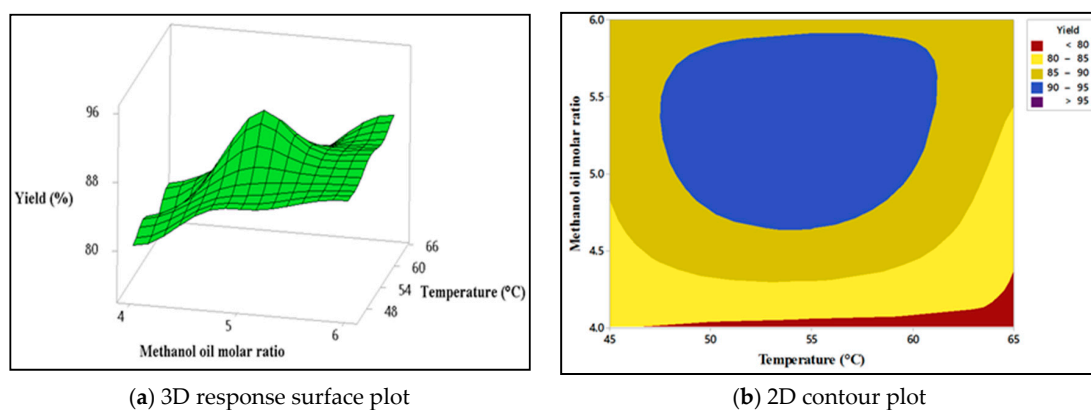 96
88
80
Yield (%)
4
5
6
Methanol oil molar ratio
66
60
54
48
Temperature (°C)
(a) 3D response surface plot
6.0
5.5
5.0
4.5
4.0
Methanol oil molar ratio
45
50
55
60
65
Temperature (°C)
Yield
< 80
80 – 85
85 – 90
90 – 95
> 95
(b) 2D contour plot